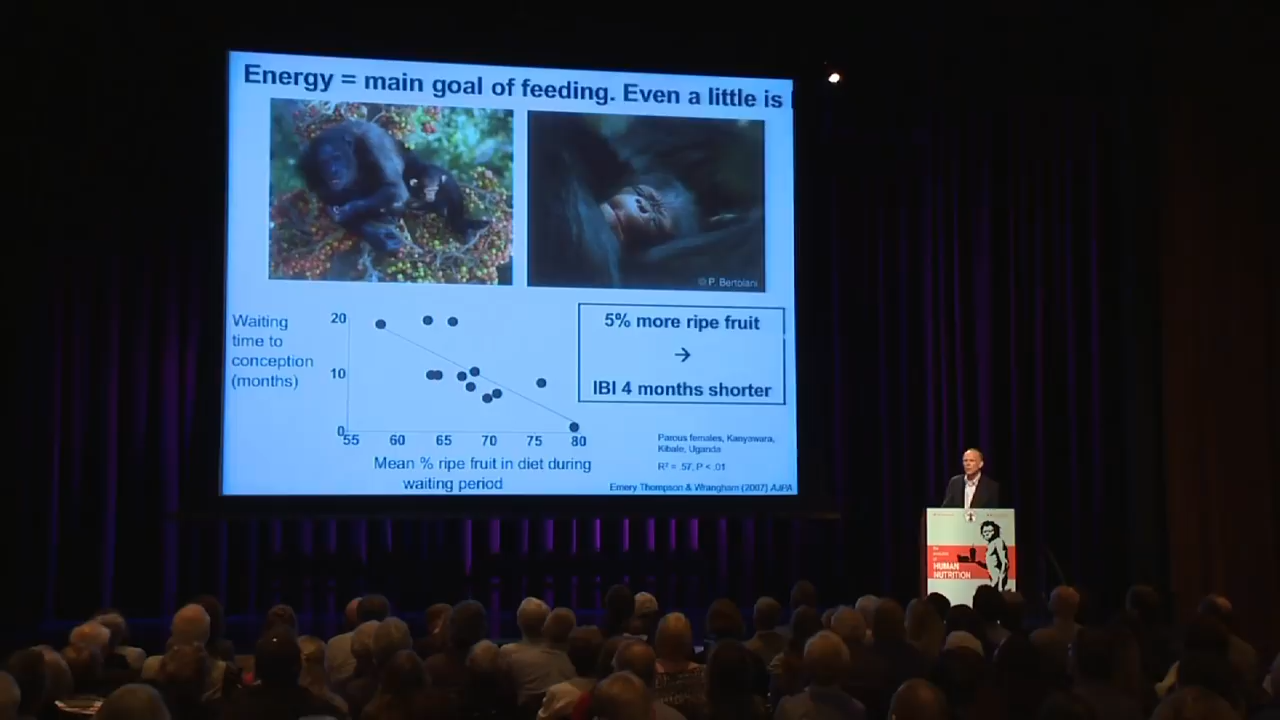 Energy = main goal of feeding. Even a little is
© P. Bertolani
Waiting
time to
conception
(months)
20
10
0
55 60 65 70 75 80
Mean % ripe fruit in diet during
waiting period
5% more ripe fruit
→
IBI 4 months shorter
Parous females, Kanyawara,
Kibale, Uganda
R² = .57, P < .01
Emery Thompson & Wrangham (2007) AJPA
HUMAN
NUTRITION